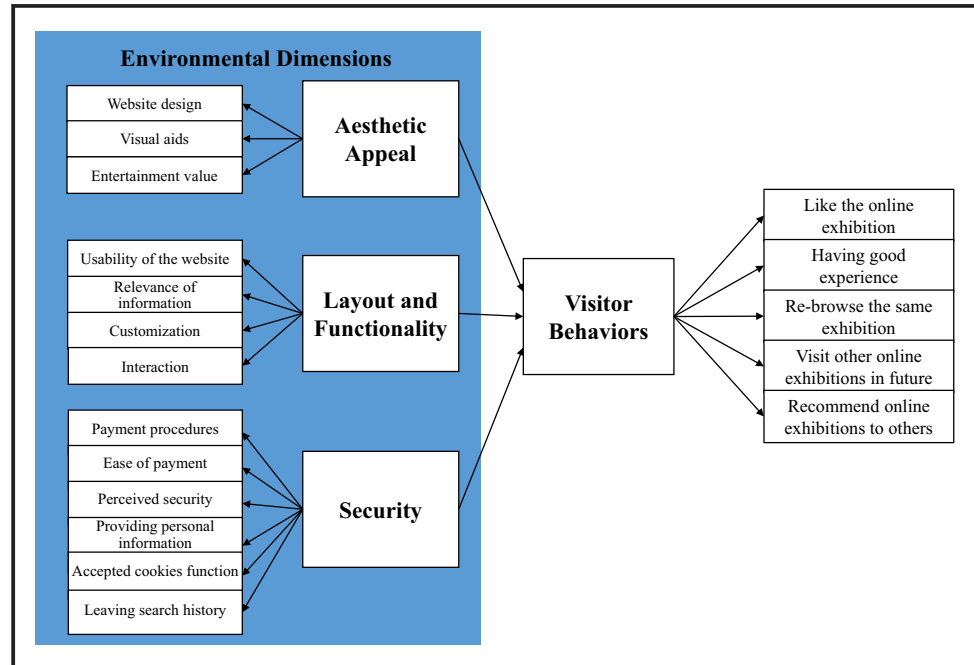 Environmental Dimensions
Website design
Visual aids
Entertainment value
Aesthetic
Appeal
Usability of the website
Relevance of
information
Customization
Interaction
Layout and
Functionality
Payment procedures
Ease of payment
Perceived security
Providing personal
information
Accepted cookies function
Leaving search history
Security
Visitor
Behaviors
Like the online
exhibition
Having good
experience
Re-browse the same
exhibition
Visit other online
exhibitions in future
Recommend online
exhibitions to others